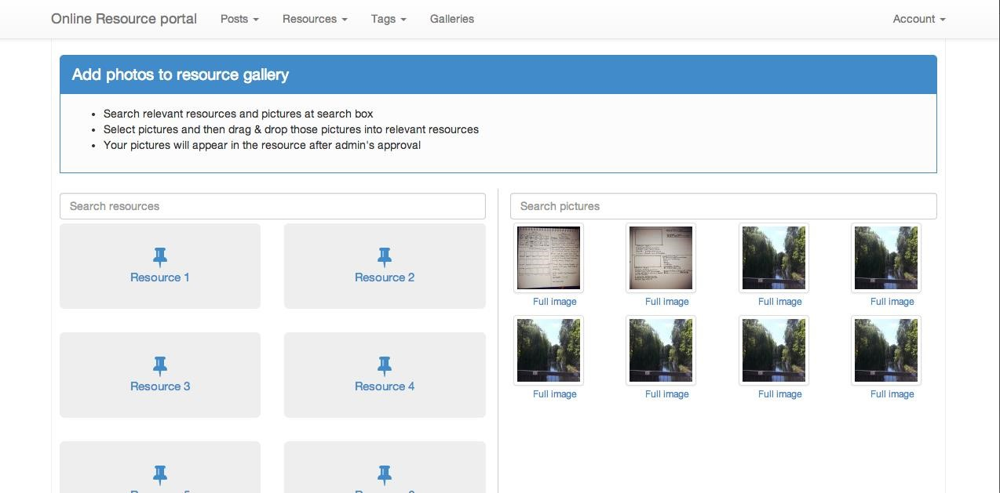 Online Resource portal Posts Resources Tags Galleries Account
Add photos to resource gallery
Search relevant resources and pictures at search box
Select pictures and then drag & drop those pictures into relevant resources
Your pictures will appear in the resource after admin's approval
Search resources
Resource 1 Resource 2
Resource 3 Resource 4
Search pictures
Full image Full image Full image Full image
Full image Full image Full image Full image